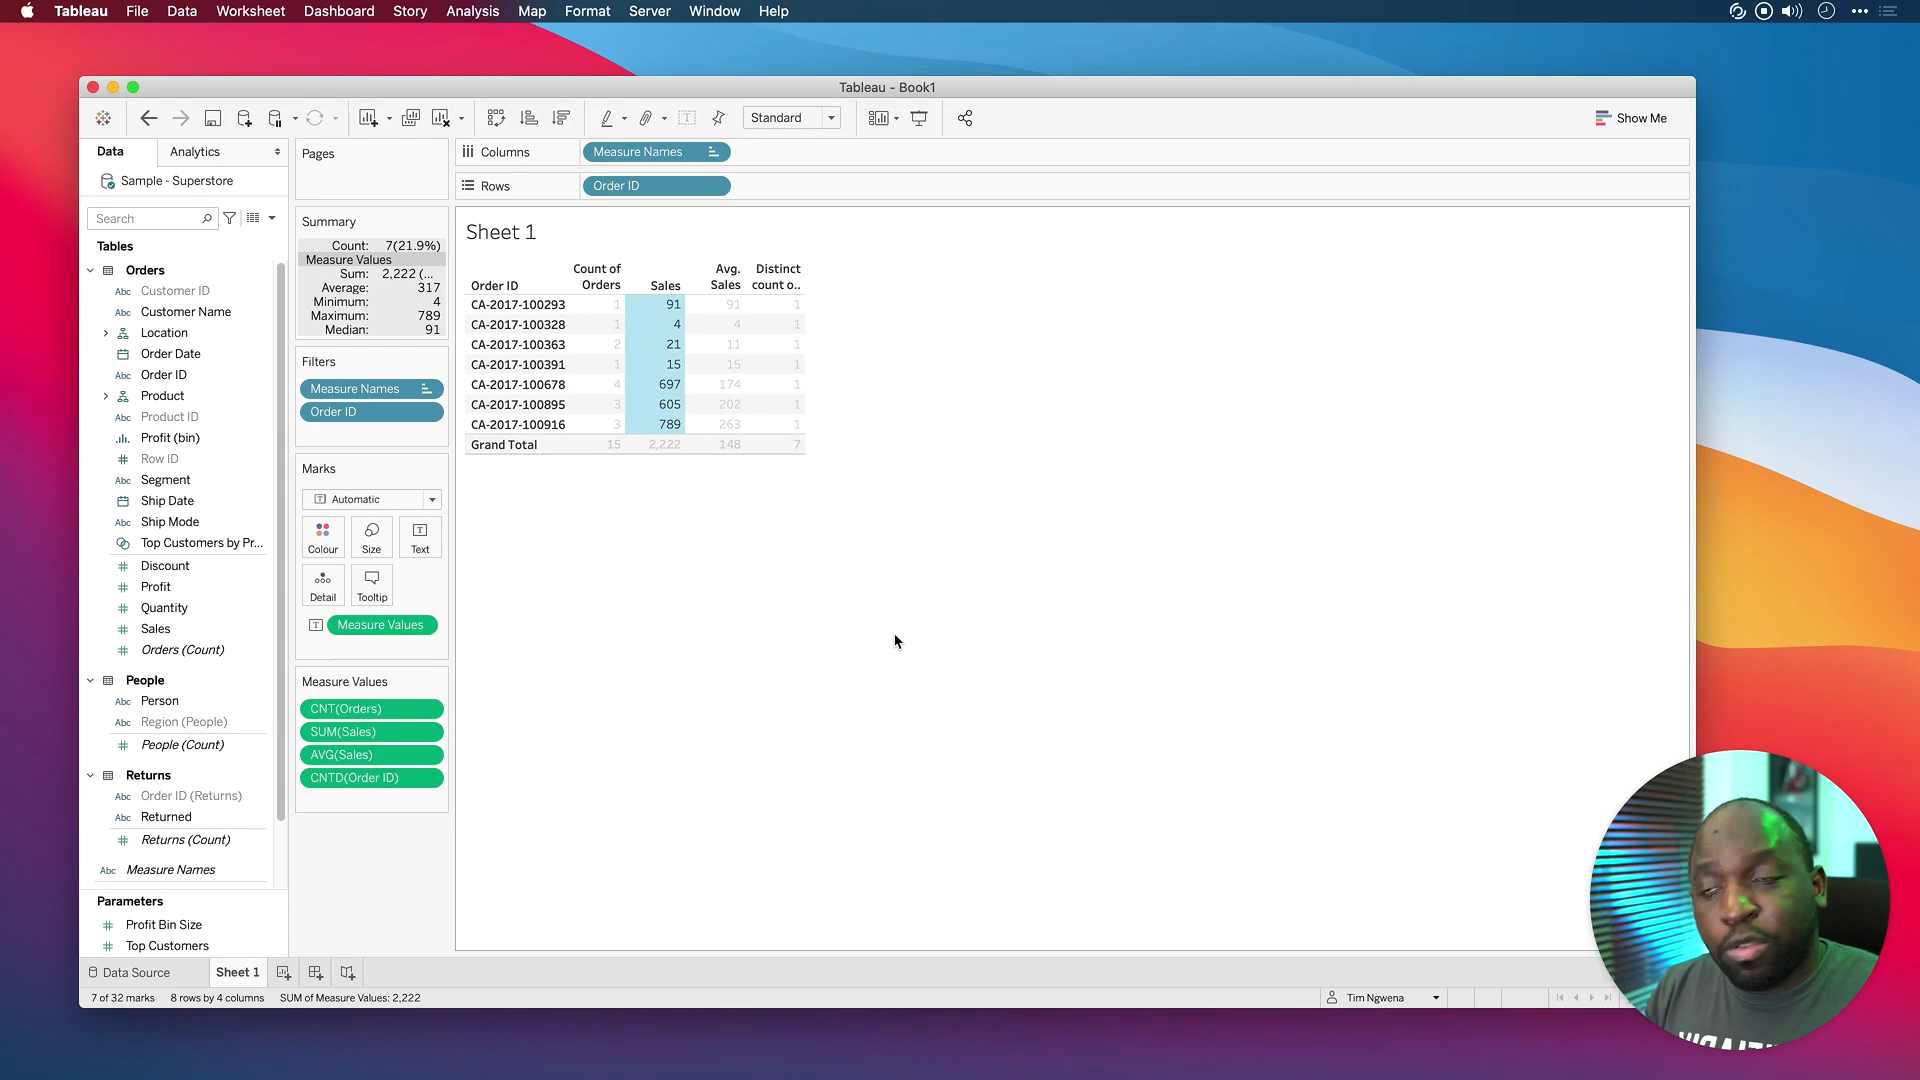 Tableau File Data Worksheet Dashboard Story Analysis Map Format Server Window Help
Tableau - Book1
Standard
Show Me
Data Analytics
Sample - Superstore
Search
Tables
Orders
Abc Customer ID
Abc Customer Name
Location
Order Date
Abc Order ID
Product
Abc Product ID
Profit (bin)
Row ID
Abc Segment
Ship Date
Abc Ship Mode
Top Customers by Pr...
Discount
Profit
Quantity
Sales
Orders (Count)
People
Abc Person
Abc Region (People)
People (Count)
Returns
Abc Order ID (Returns)
Abc Returned
Returns (Count)
Abc Measure Names
Parameters
Profit Bin Size
Top Customers
Pages
Summary
Count: 7(21.9%)
Measure Values
Sum: 2,222 (...
Average: 317
Minimum: 4
Maximum: 789
Median: 91
Filters
Measure Names
Order ID
Marks
Automatic
Colour Size Text
Detail Tooltip
Measure Values
Measure Values
CNT(Orders)
SUM(Sales)
AVG(Sales)
CNTD(Order ID)
Columns Measure Names
Rows Order ID
Sheet 1
Order ID Count of Orders Sales Avg. Sales Distinct count o..
CA-2017-100293 1 91 91 1
CA-2017-100328 1 4 4 1
CA-2017-100363 2 21 11 1
CA-2017-100391 1 15 15 1
CA-2017-100678 4 697 174 1
CA-2017-100895 3 605 202 1
CA-2017-100916 3 789 263 1
Grand Total 15 2,222 148 7
Data Source Sheet 1
7 of 32 marks 8 rows by 4 columns SUM of Measure Values: 2,222
Tim Ngwena